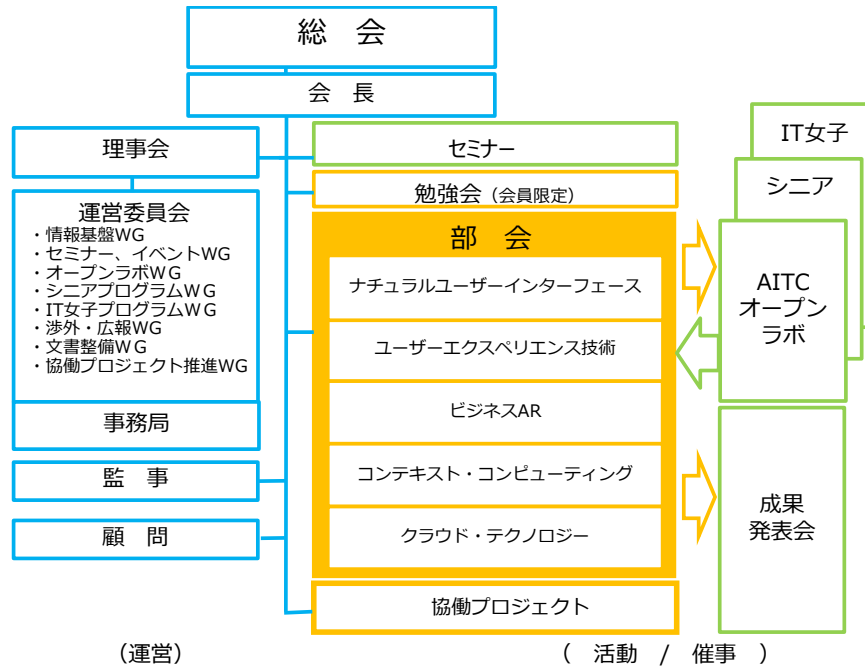 総　会
会　長
理事会
運営委員会
・情報基盤WG
・セミナー、イベントWG
・オープンラボWG
・シニアプログラムＷＧ
・IT女子プログラムＷＧ
・渉外・広報WG
・文書整備WG
・協働プロジェクト推進WG
事務局
監　事
顧　問
セミナー
勉強会（会員限定）
部　会
ナチュラルユーザーインターフェース
ユーザーエクスペリエンス技術
ビジネスAR
コンテキスト・コンピューティング
クラウド・テクノロジー
協働プロジェクト
IT女子
シニア
AITC
オープン
ラボ
成果
発表会
（運営）
（　活動　/　催事　）